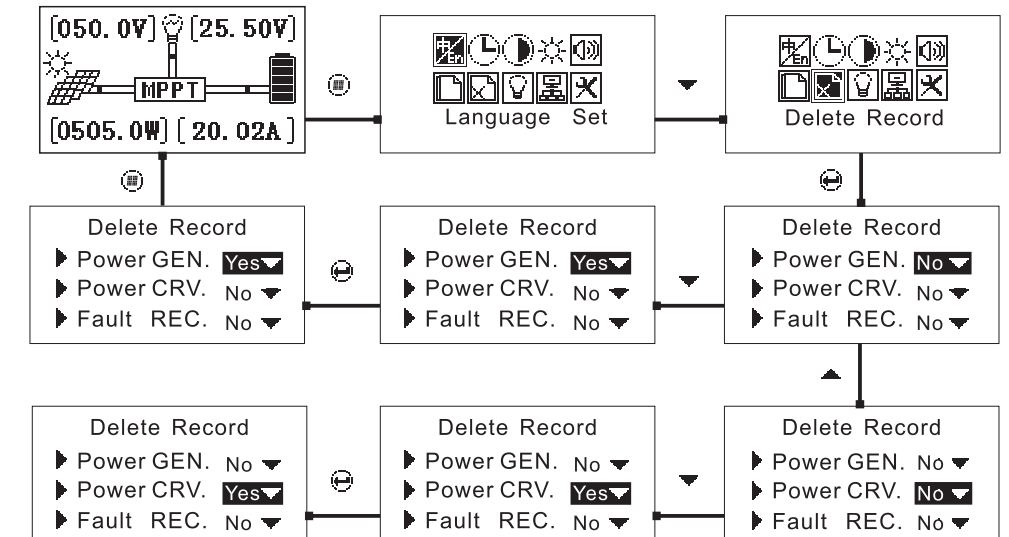 [050. 0V] [25. 50V]
MPPT
[0505. 0W] [ 20. 02A ]
中/En
Language Set
中/En
Delete Record
Delete Record
Power GEN. Yes
Power CRV. No
Fault REC. No
Delete Record
Power GEN. Yes
Power CRV. No
Fault REC. No
Delete Record
Power GEN. No
Power CRV. No
Fault REC. No
Delete Record
Power GEN. No
Power CRV. Yes
Fault REC. No
Delete Record
Power GEN. No
Power CRV. Yes
Fault REC. No
Delete Record
Power GEN. No
Power CRV. No
Fault REC. No